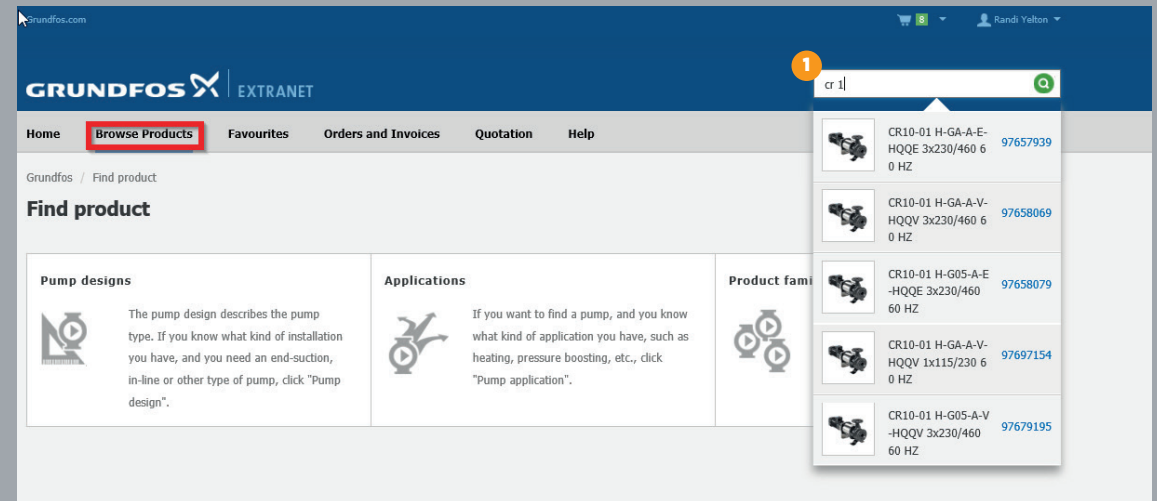 Grundfos.com
8
Randi Yelton
GRUNDFOS
EXTRANET
1
cr 1
Home
Browse Products
Favourites
Orders and Invoices
Quotation
Help
CR10-01 H-GA-A-E-
HQQE 3x230/460 6
0 HZ
97657939
CR10-01 H-GA-A-V-
HQQV 3x230/460 6
0 HZ
97658069
CR10-01 H-G05-A-E
-HQQE 3x230/460
60 HZ
97658079
CR10-01 H-GA-A-V-
HQQV 1x115/230 6
0 HZ
97697154
CR10-01 H-G05-A-V
-HQQV 3x230/460
60 HZ
97679195
Grundfos / Find product
Find product
Pump designs
The pump design describes the pump
type. If you know what kind of installation
you have, and you need an end-suction,
in-line or other type of pump, click "Pump
design".
Applications
If you want to find a pump, and you know
what kind of application you have, such as
heating, pressure boosting, etc., click
"Pump application".
Product fami